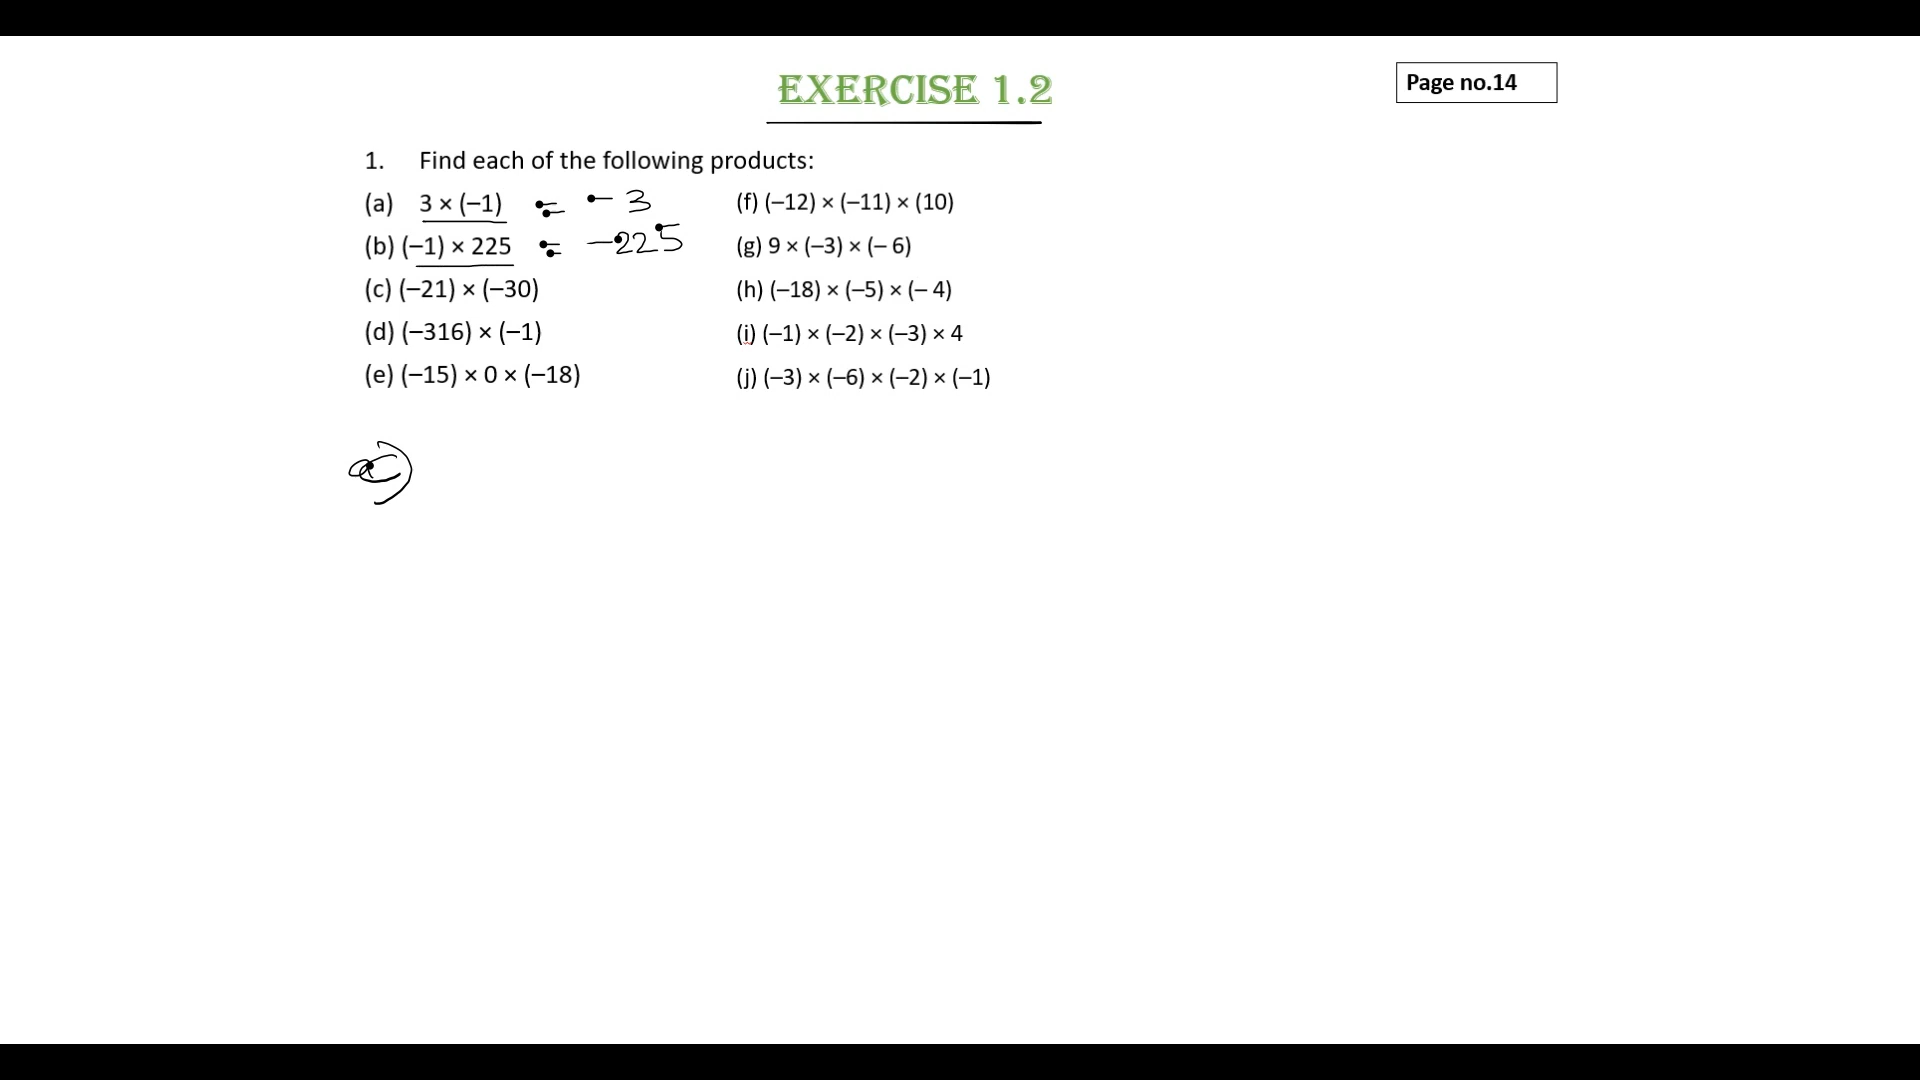 EXERCISE 1.2
Page no.14
1. Find each of the following products:
(a) 3 × (–1) = - 3
(b) (–1) × 225 = -225
(c) (–21) × (–30)
(d) (–316) × (–1)
(e) (–15) × 0 × (–18)
(f) (–12) × (–11) × (10)
(g) 9 × (–3) × (– 6)
(h) (–18) × (–5) × (– 4)
(i) (–1) × (–2) × (–3) × 4
(j) (–3) × (–6) × (–2) × (–1)